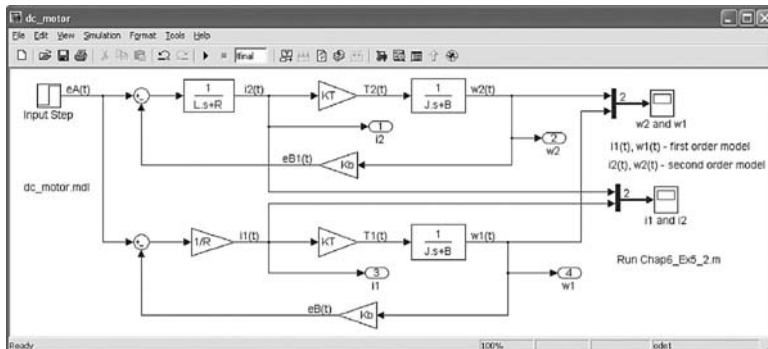 dc_motor
File Edit View Simulation Format Tools Help
tfinal
eA(t)
Input Step
1
L.s+R
i2(t)
KT
T2(t)
1
J.s+B
w2(t)
2
w2 and w1
1
i2
2
w2
eB1(t)
Kb
i1(t), w1(t) - first order model
i2(t), w2(t) - second order model
dc_motor.mdl
2
i1 and i2
1/R
i1(t)
KT
T1(t)
1
J.s+B
w1(t)
Run Chap6_Ex5_2.m
3
i1
4
w1
eB(t)
Kb
Ready
100%
ode1